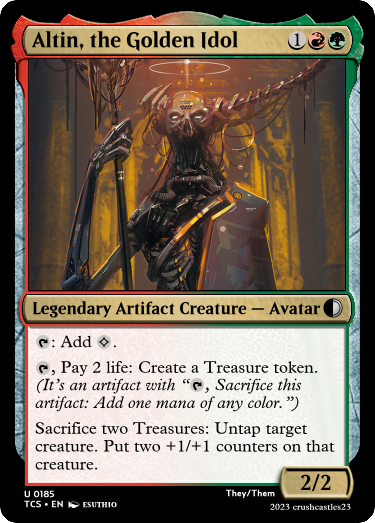 Altin, the Golden Idol 1
Legendary Artifact Creature — Avatar
: Add .
, Pay 2 life: Create a Treasure token.
(It's an artifact with “, Sacrifice this
artifact: Add one mana of any color.”)
Sacrifice two Treasures: Untap target
creature. Put two +1/+1 counters on that
creature.
2/2
U 0185
They/Them
TCS • EN ESUTHIO
2023 crushcastles23